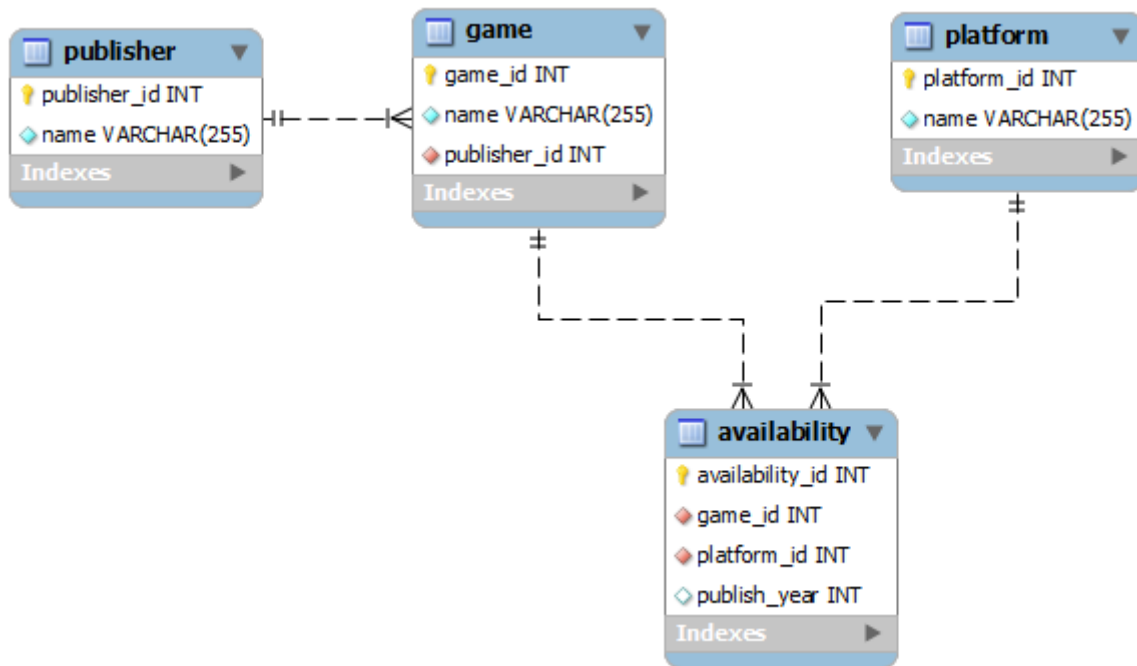 publisher
publisher_id INT
name VARCHAR(255)
Indexes
game
game_id INT
name VARCHAR(255)
publisher_id INT
Indexes
platform
platform_id INT
name VARCHAR(255)
Indexes
availability
availability_id INT
game_id INT
platform_id INT
publish_year INT
Indexes